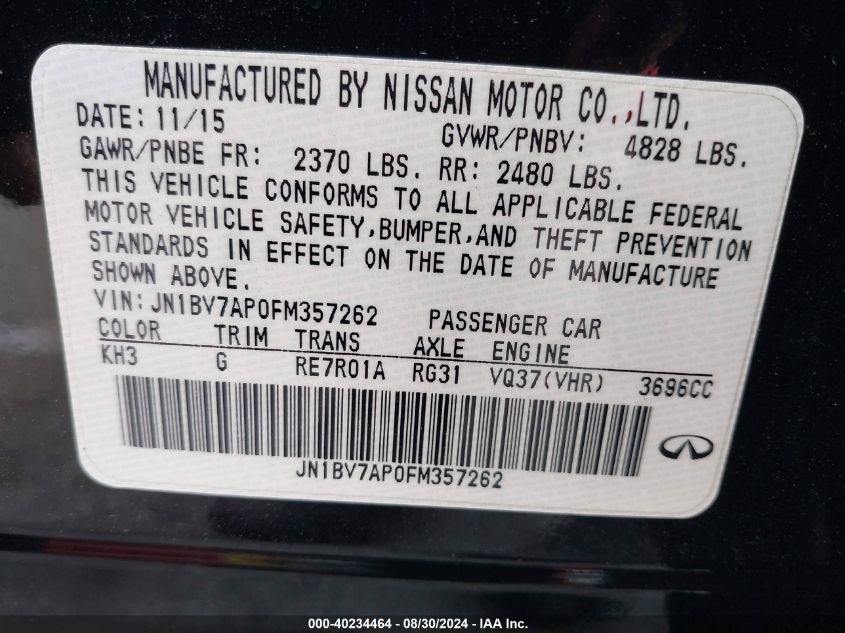 MANUFACTURED BY NISSAN MOTOR CO.,LTD.
DATE: 11/15 GVWR/PNBV: 4828 LBS.
GAWR/PNBE FR: 2370 LBS. RR: 2480 LBS.
THIS VEHICLE CONFORMS TO ALL APPLICABLE FEDERAL
MOTOR VEHICLE SAFETY,BUMPER,AND THEFT PREVENTION
STANDARDS IN EFFECT ON THE DATE OF MANUFACTURE
SHOWN ABOVE.
VIN:JN1BV7AP0FM357262 PASSENGER CAR
COLOR TRIM TRANS AXLE ENGINE
KH3 G RE7R01A RG31 VQ37(VHR) 3696CC
JN1BV7AP0FM357262
000-40234464 - 08/30/2024 - IAA Inc.